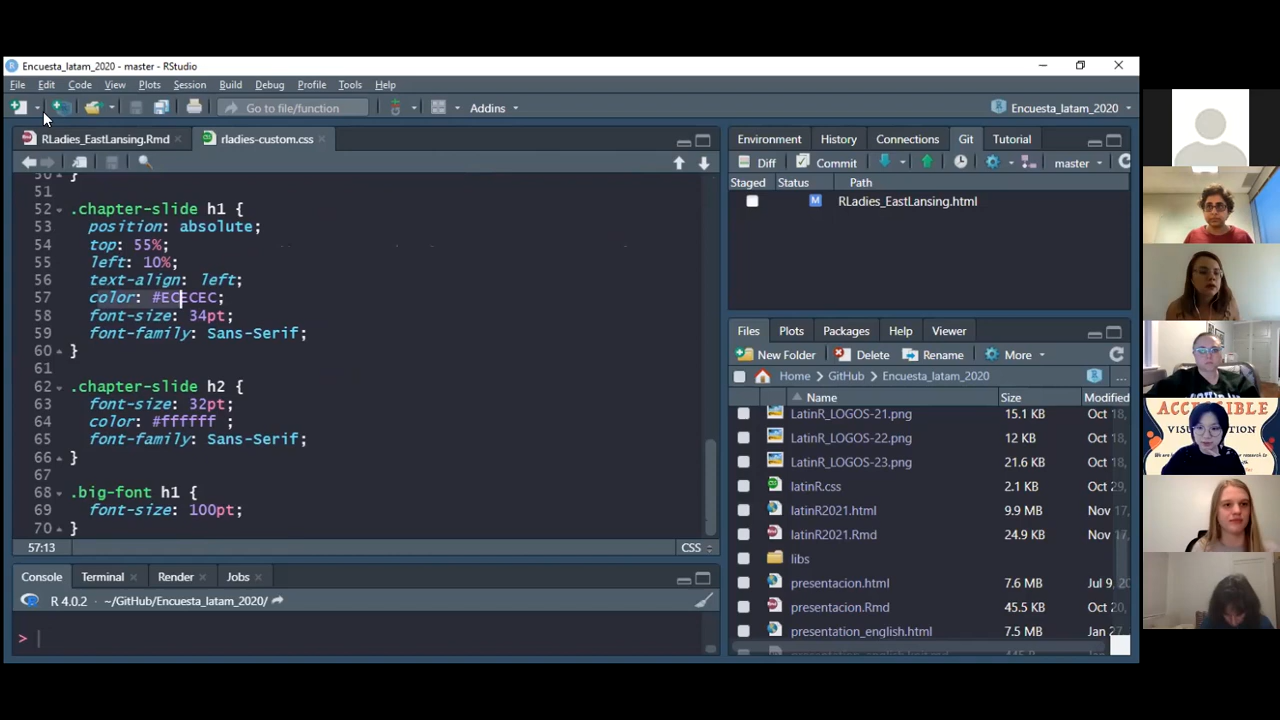 Encuesta_latam_2020 - master - RStudio
File Edit Code View Plots Session Build Debug Profile Tools Help
Go to file/function Addins Encuesta_latam_2020
RLadies_EastLansing.Rmd rladies-custom.css
50 }
51
52 .chapter-slide h1 {
53 position: absolute;
54 top: 55%;
55 left: 10%;
56 text-align: left;
57 color: #ECECEC;
58 font-size: 34pt;
59 font-family: Sans-Serif;
60 }
61
62 .chapter-slide h2 {
63 font-size: 32pt;
64 color: #ffffff ;
65 font-family: Sans-Serif;
66 }
67
68 .big-font h1 {
69 font-size: 100pt;
70 }
57:13 CSS
Console Terminal Render Jobs
R 4.0.2 · ~/GitHub/Encuesta_latam_2020/
>
Environment History Connections Git Tutorial
Diff Commit master
Staged Status Path
M RLadies_EastLansing.html
Files Plots Packages Help Viewer
New Folder Delete Rename More
Home GitHub Encuesta_latam_2020 ...
Name Size Modified
LatinR_LOGOS-21.png 15.1 KB Oct 18,
LatinR_LOGOS-22.png 12 KB Oct 18,
LatinR_LOGOS-23.png 21.6 KB Oct 18,
latinR.css 2.1 KB Oct 29,
latinR2021.html 9.9 MB Nov 17,
latinR2021.Rmd 24.9 KB Nov 17,
libs
presentacion.html 7.6 MB Jul 9, 20
presentacion.Rmd 45.5 KB Oct 20,
presentation_english.html 7.5 MB Jan 27,
ACCESSIBLE